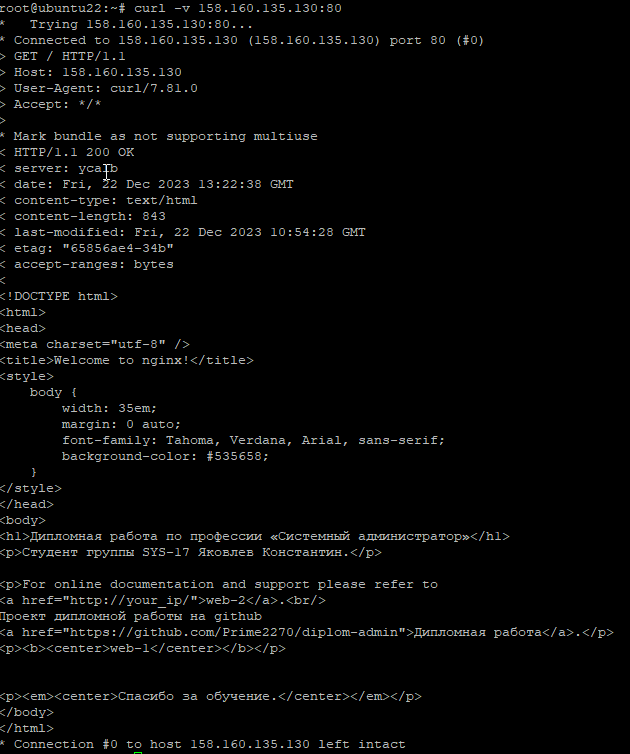 root@ubuntu22:~# curl -v 158.160.135.130:80
*   Trying 158.160.135.130:80...
* Connected to 158.160.135.130 (158.160.135.130) port 80 (#0)
> GET / HTTP/1.1
> Host: 158.160.135.130
> User-Agent: curl/7.81.0
> Accept: */*
>
* Mark bundle as not supporting multiuse
< HTTP/1.1 200 OK
< server: ycalb
< date: Fri, 22 Dec 2023 13:22:38 GMT
< content-type: text/html
< content-length: 843
< last-modified: Fri, 22 Dec 2023 10:54:28 GMT
< etag: "65856ae4-34b"
< accept-ranges: bytes
<
<!DOCTYPE html>
<html>
<head>
<meta charset="utf-8" />
<title>Welcome to nginx!</title>
<style>
    body {
        width: 35em;
        margin: 0 auto;
        font-family: Tahoma, Verdana, Arial, sans-serif;
        background-color: #535658;
    }
</style>
</head>
<body>
<h1>Дипломная работа по профессии «Системный администратор»</h1>
<p>Студент группы SYS-17 Яковлев Константин.</p>

<p>For online documentation and support please refer to
<a href="http://your_ip/">web-2</a>.<br/>
Проект дипломной работы на github
<a href="https://github.com/Prime2270/diplom-admin">Дипломная работа</a>.</p>
<p><b><center>web-1</center></b></p>


<p><em><center>Спасибо за обучение.</center></em></p>
</body>
</html>
* Connection #0 to host 158.160.135.130 left intact